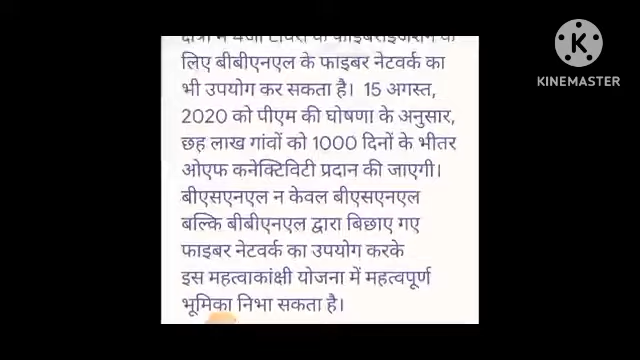 लिए बीबीएनएल के फाइबर नेटवर्क का
भी उपयोग कर सकता है। 15 अगस्त,
2020 को पीएम की घोषणा के अनुसार,
छह लाख गांवों को 1000 दिनों के भीतर
ओएफ कनेक्टिविटी प्रदान की जाएगी।
बीएसएनएल न केवल बीएसएनएल
बल्कि बीबीएनएल द्वारा बिछाए गए
फाइबर नेटवर्क का उपयोग करके
इस महत्वाकांक्षी योजना में महत्वपूर्ण
भूमिका निभा सकता है।
K
KINEMASTER